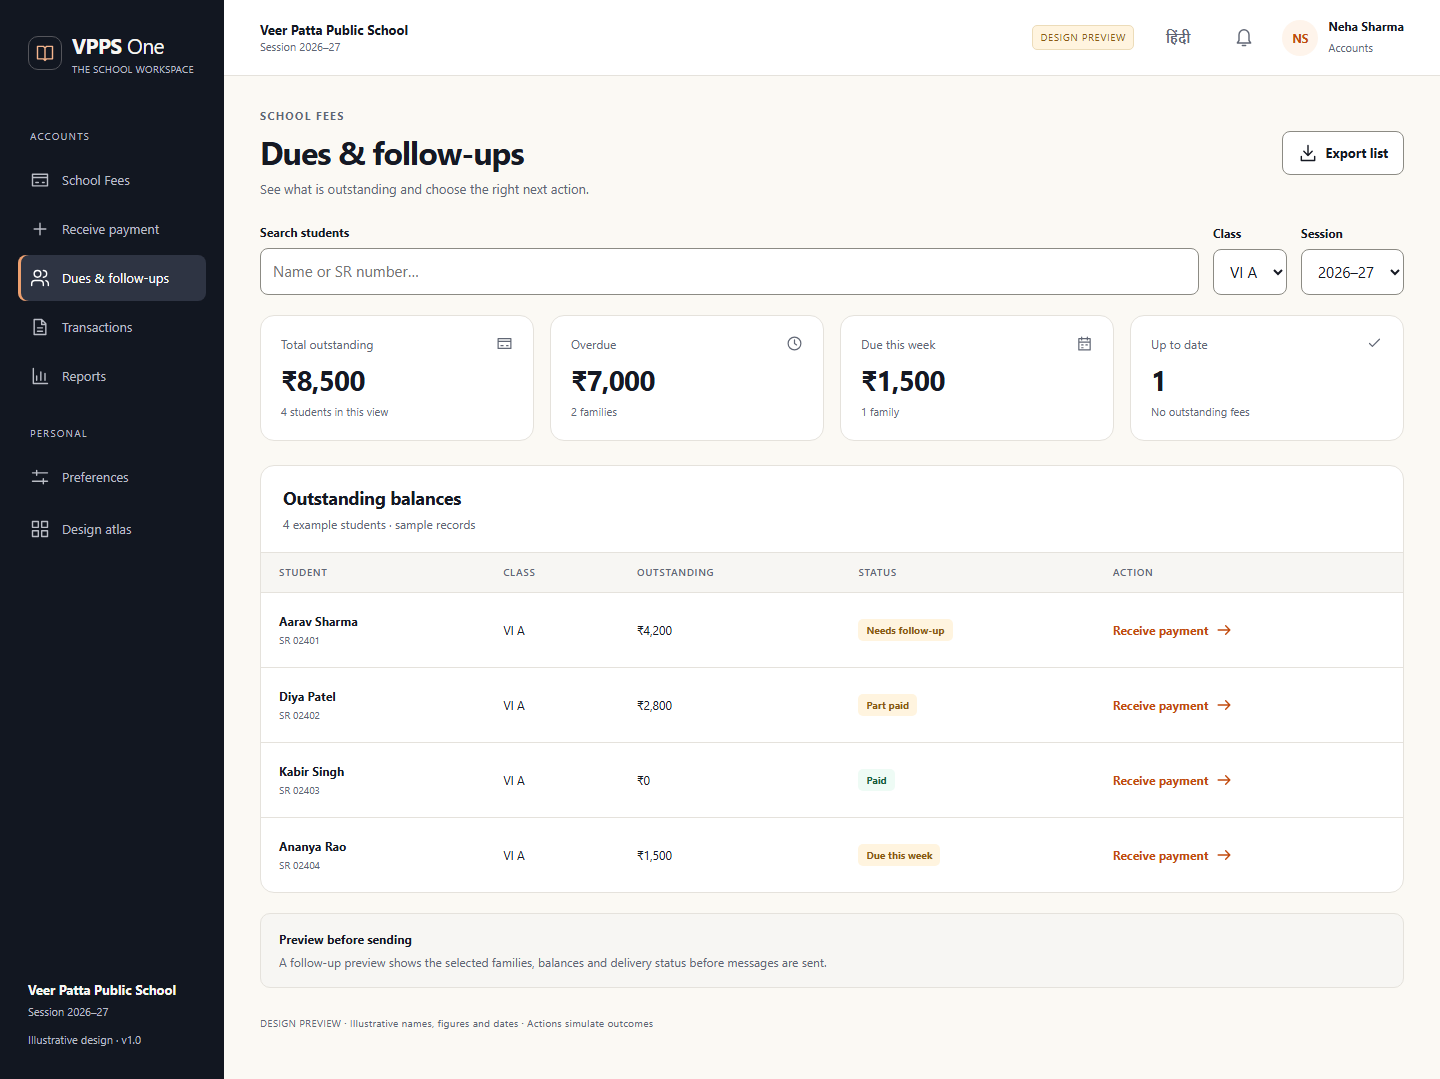 VPPS One
THE SCHOOL WORKSPACE
ACCOUNTS
School Fees
Receive payment
Dues & follow-ups
Transactions
Reports
PERSONAL
Preferences
Design atlas
Veer Patta Public School
Session 2026–27
Illustrative design · v1.0
Veer Patta Public School
Session 2026–27
DESIGN PREVIEW
हिंदी
NS
Neha Sharma
Accounts
SCHOOL FEES
Dues & follow-ups
See what is outstanding and choose the right next action.
Export list
Search students
Name or SR number...
Class
VI A
Session
2026–27
Total outstanding
₹8,500
4 students in this view
Overdue
₹7,000
2 families
Due this week
₹1,500
1 family
Up to date
1
No outstanding fees
Outstanding balances
4 example students · sample records
STUDENT CLASS OUTSTANDING STATUS ACTION
Aarav Sharma
SR 02401
VI A ₹4,200 Needs follow-up Receive payment →
Diya Patel
SR 02402
VI A ₹2,800 Part paid Receive payment →
Kabir Singh
SR 02403
VI A ₹0 Paid Receive payment →
Ananya Rao
SR 02404
VI A ₹1,500 Due this week Receive payment →
Preview before sending
A follow-up preview shows the selected families, balances and delivery status before messages are sent.
DESIGN PREVIEW · Illustrative names, figures and dates · Actions simulate outcomes